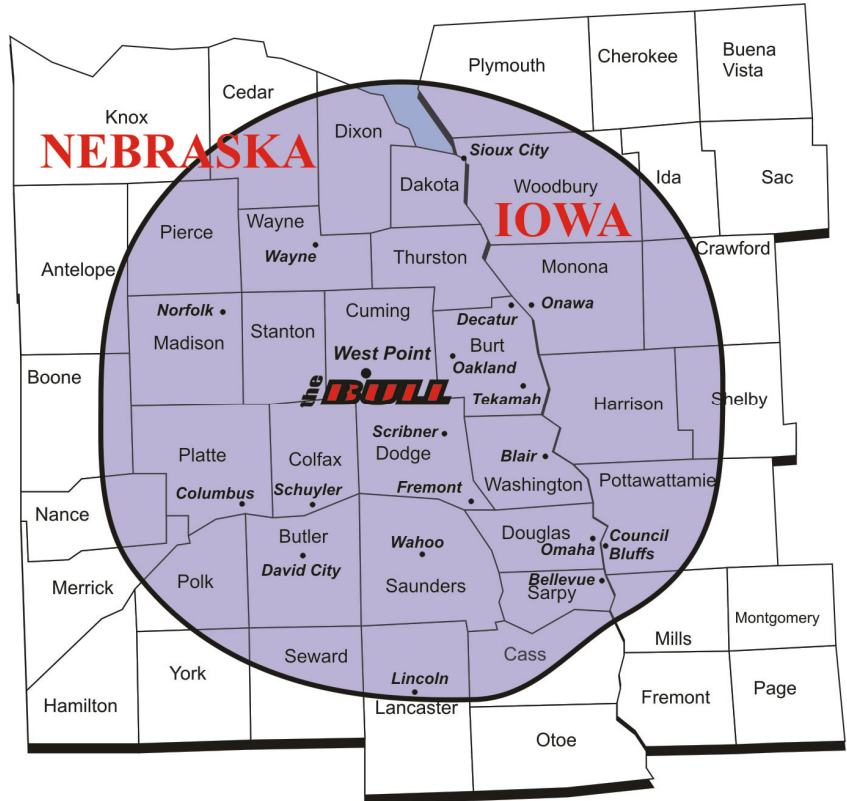 Buena
Vista
Cherokee
Plymouth
Cedar
Knox
Dixon
NEBRASKA
Sioux City
Ida
Sac
Dakota
Woodbury
IOWA
Wayne
Pierce
Wayne
Thurston
Crawford
Monona
Antelope
Norfolk
Cuming
Decatur
Onawa
Stanton
Madison
Burt
West Point
Oakland
Boone
the
BULL
Tekamah
Harrison
Shelby
Scribner
Platte
Colfax
Dodge
Blair
Columbus
Schuyler
Fremont
Washington
Pottawattamie
Nance
Butler
Wahoo
Douglas
Omaha
Council
Bluffs
David City
Merrick
Polk
Saunders
Bellevue
Sarpy
Montgomery
Mills
Cass
Seward
York
Lincoln
Lancaster
Hamilton
Fremont
Page
Otoe